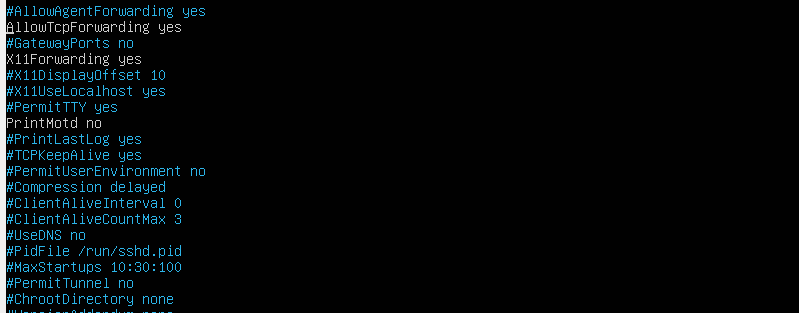 #AllowAgentForwarding yes
AllowTcpForwarding yes
#GatewayPorts no
X11Forwarding yes
#X11DisplayOffset 10
#X11UseLocalhost yes
#PermitTTY yes
PrintMotd no
#PrintLastLog yes
#TCPKeepAlive yes
#PermitUserEnvironment no
#Compression delayed
#ClientAliveInterval 0
#ClientAliveCountMax 3
#UseDNS no
#PidFile /run/sshd.pid
#MaxStartups 10:30:100
#PermitTunnel no
#ChrootDirectory none
#VersionAddendum none